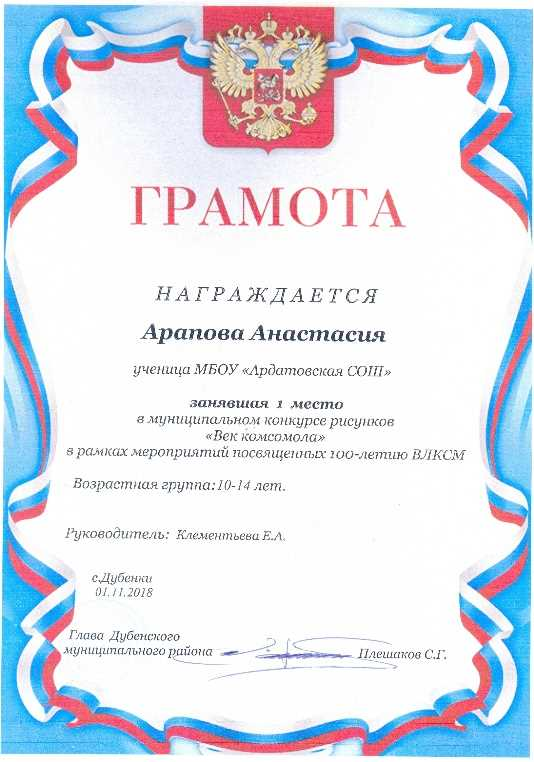 ГРАМОТА
НАГРАЖДАЕТСЯ
Арапова Анастасия
ученица МБОУ «Ардатовская СОШ»
занявшая 1 место
в муниципальном конкурсе рисунков
«Век комсомола»
в рамках мероприятий посвященных 100-летию ВЛКСМ
Возрастная группа:10-14 лет.
Руководитель: Клементьева Е.А.
с.Дубенки
01.11.2018
Глава Дубенского
муниципального района Плешаков С.Г.